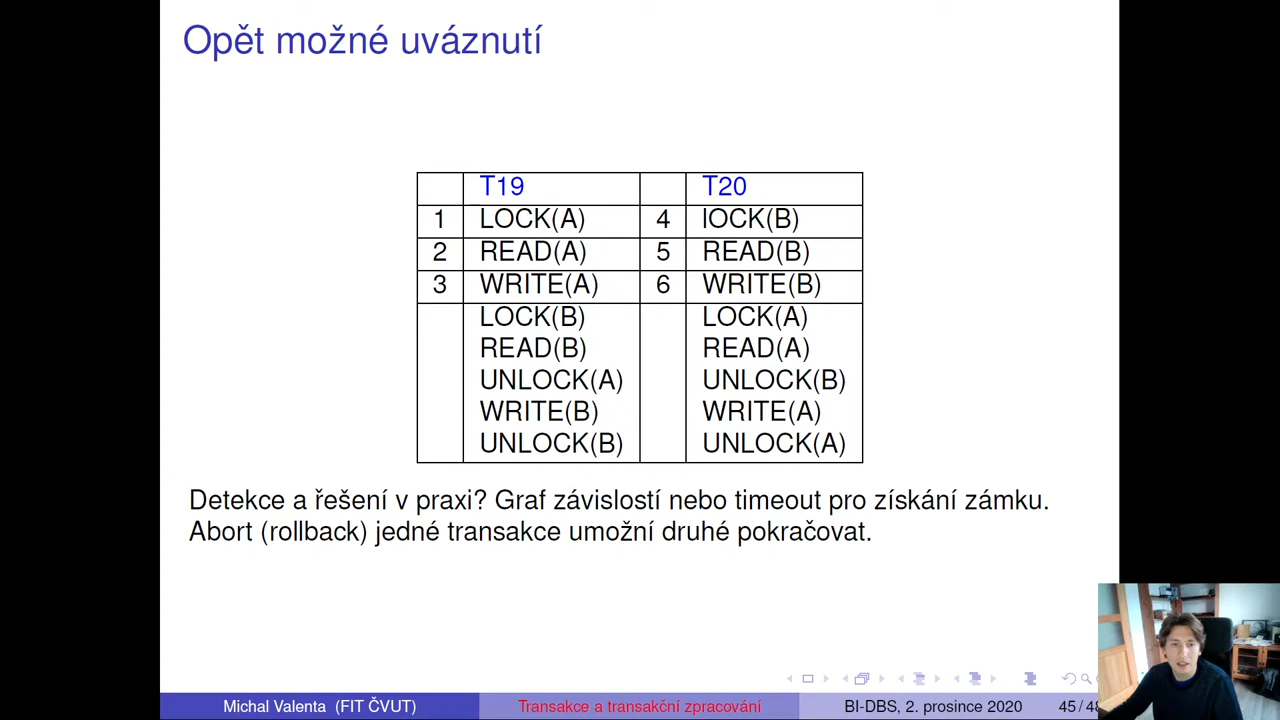 Opět možné uváznutí
T19 T20
1 LOCK(A) 4 lOCK(B)
2 READ(A) 5 READ(B)
3 WRITE(A) 6 WRITE(B)
LOCK(B) LOCK(A)
READ(B) READ(A)
UNLOCK(A) UNLOCK(B)
WRITE(B) WRITE(A)
UNLOCK(B) UNLOCK(A)
Detekce a řešení v praxi? Graf závislostí nebo timeout pro získání zámku.
Abort (rollback) jedné transakce umožní druhé pokračovat.
Michal Valenta (FIT ČVUT) Transakce a transakční zpracování BI-DBS, 2. prosince 2020 45 / 48